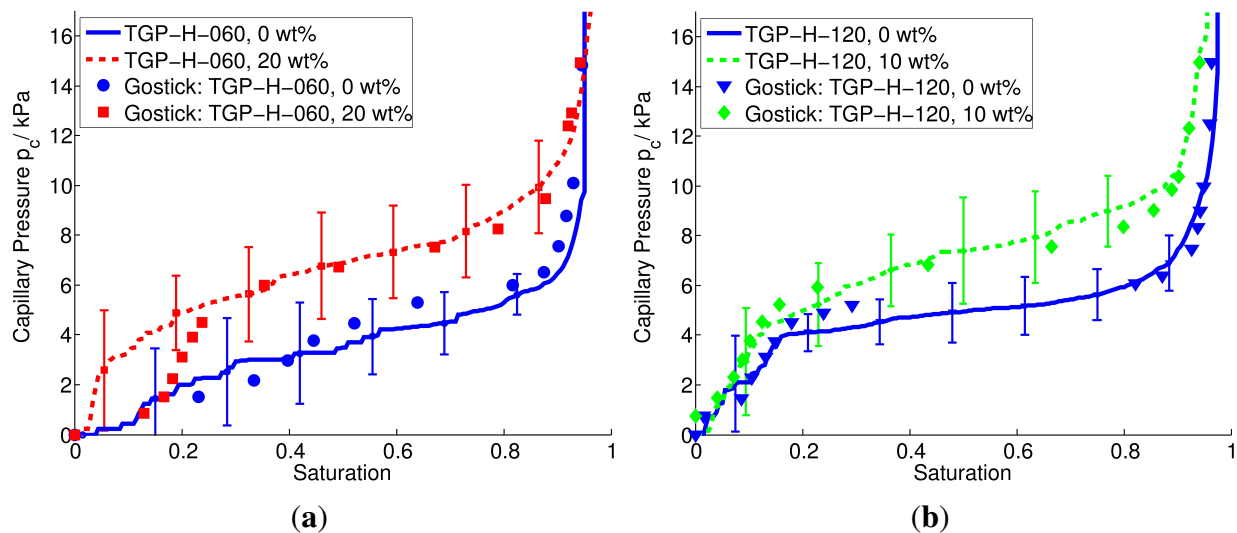 TGP-H-060, 0 wt%
TGP-H-060, 20 wt%
Gostick: TGP-H-060, 0 wt%
Gostick: TGP-H-060, 20 wt%
Capillary Pressure pc/ kPa
16
14
12
10
8
6
4
2
0
0
0.2
0.4
0.6
0.8
1
Saturation
(a)
TGP-H-120, 0 wt%
TGP-H-120, 10 wt%
Gostick: TGP-H-120, 0 wt%
Gostick: TGP-H-120, 10 wt%
Capillary Pressure pc/ kPa
16
14
12
10
8
6
4
2
0
0
0.2
0.4
0.6
0.8
1
Saturation
(b)